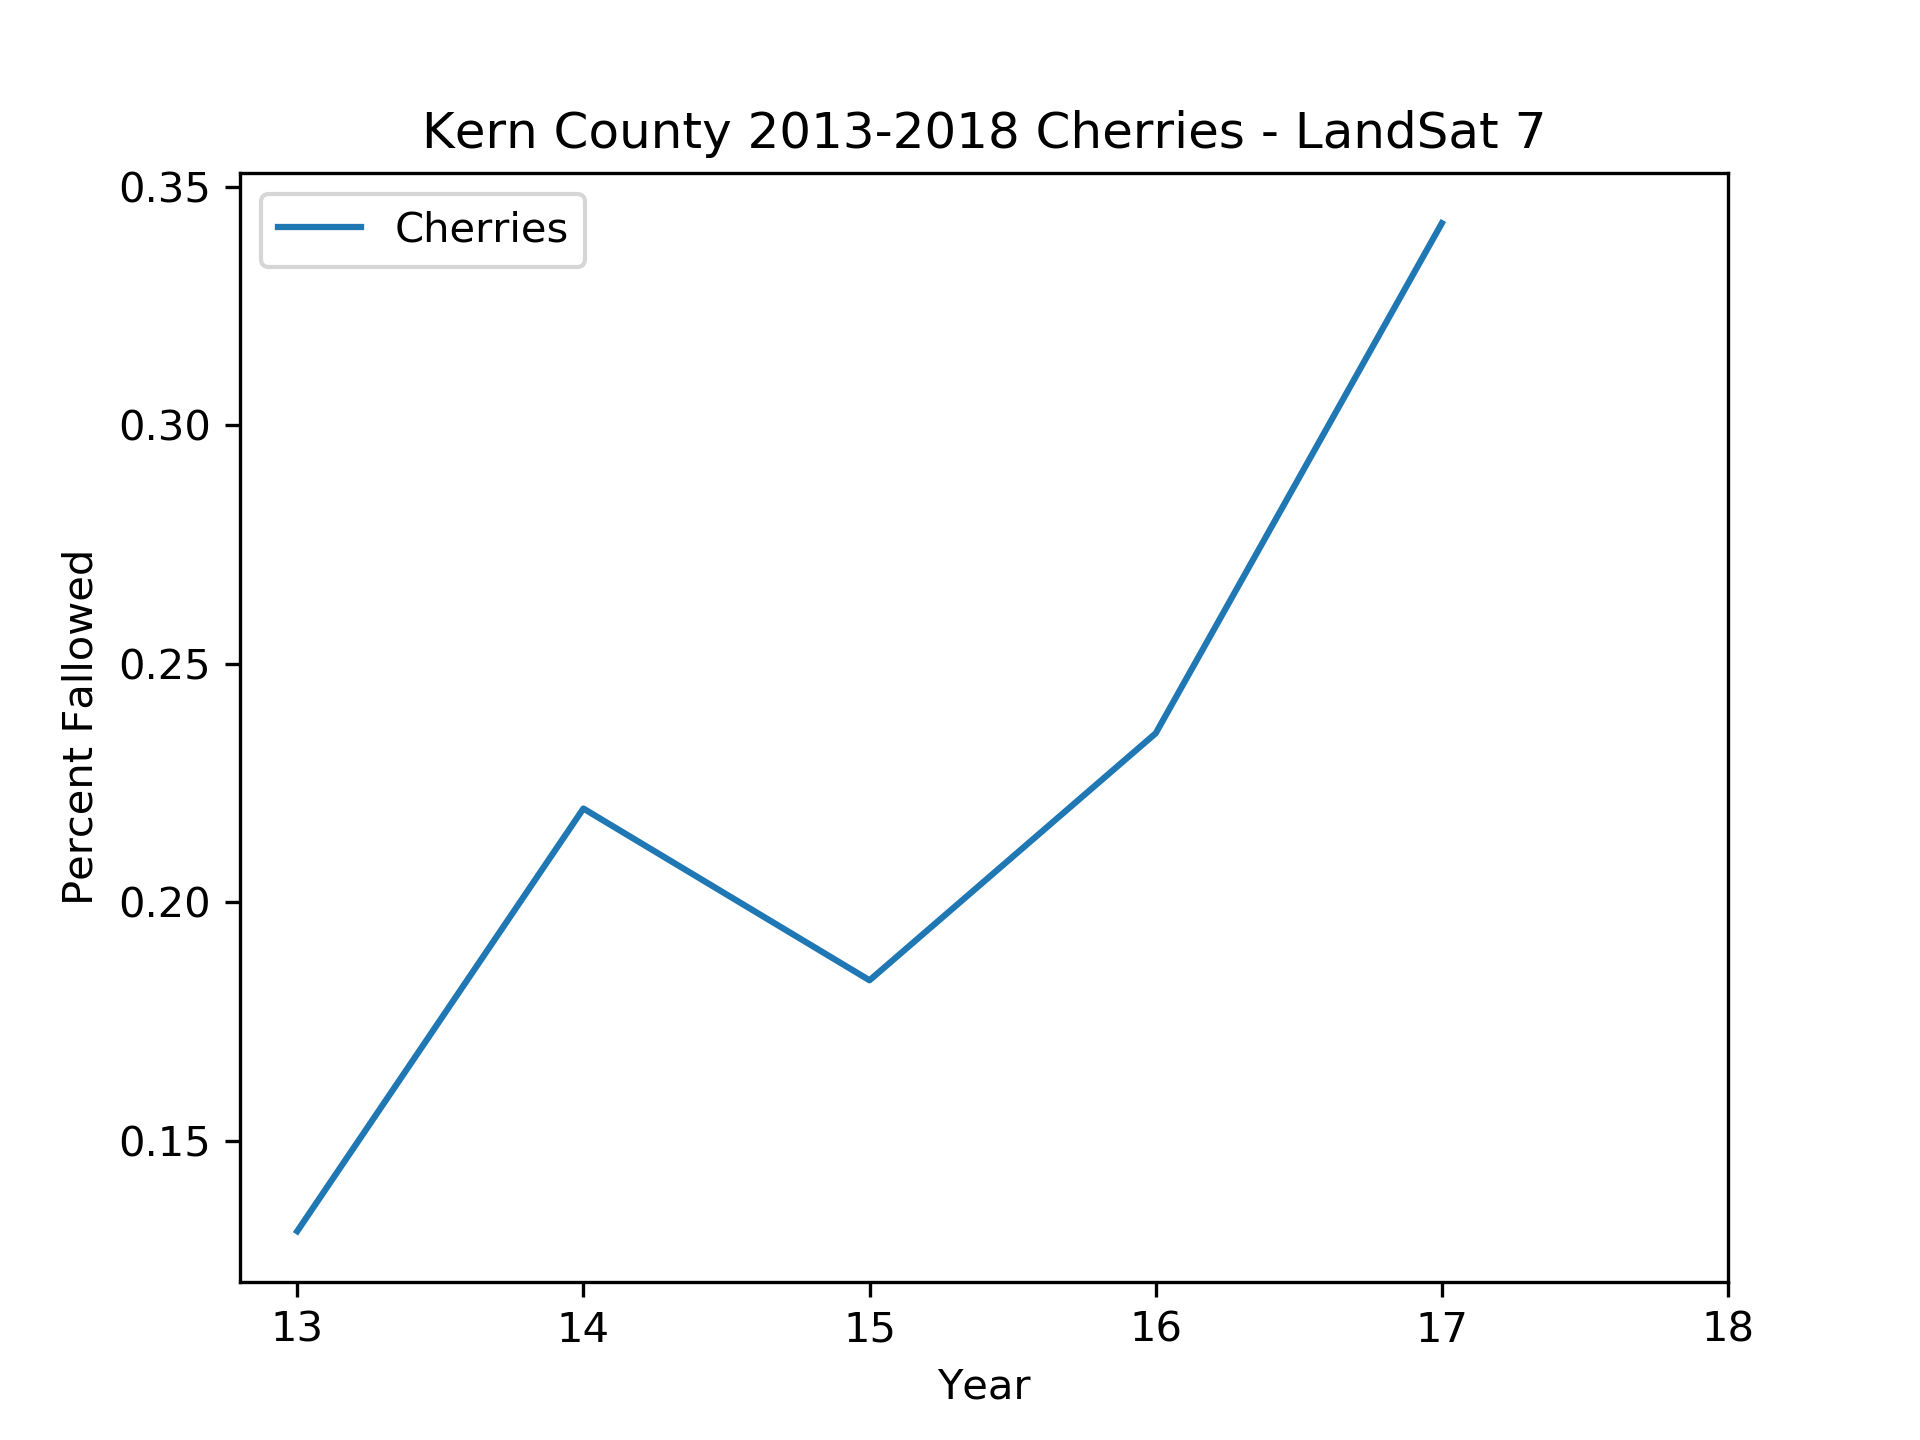 Kern County 2013-2018 Cherries - LandSat 7
Cherries
0.35
0.30
0.25
0.20
0.15
Percent Fallowed
13 14 15 16 17 18
Year